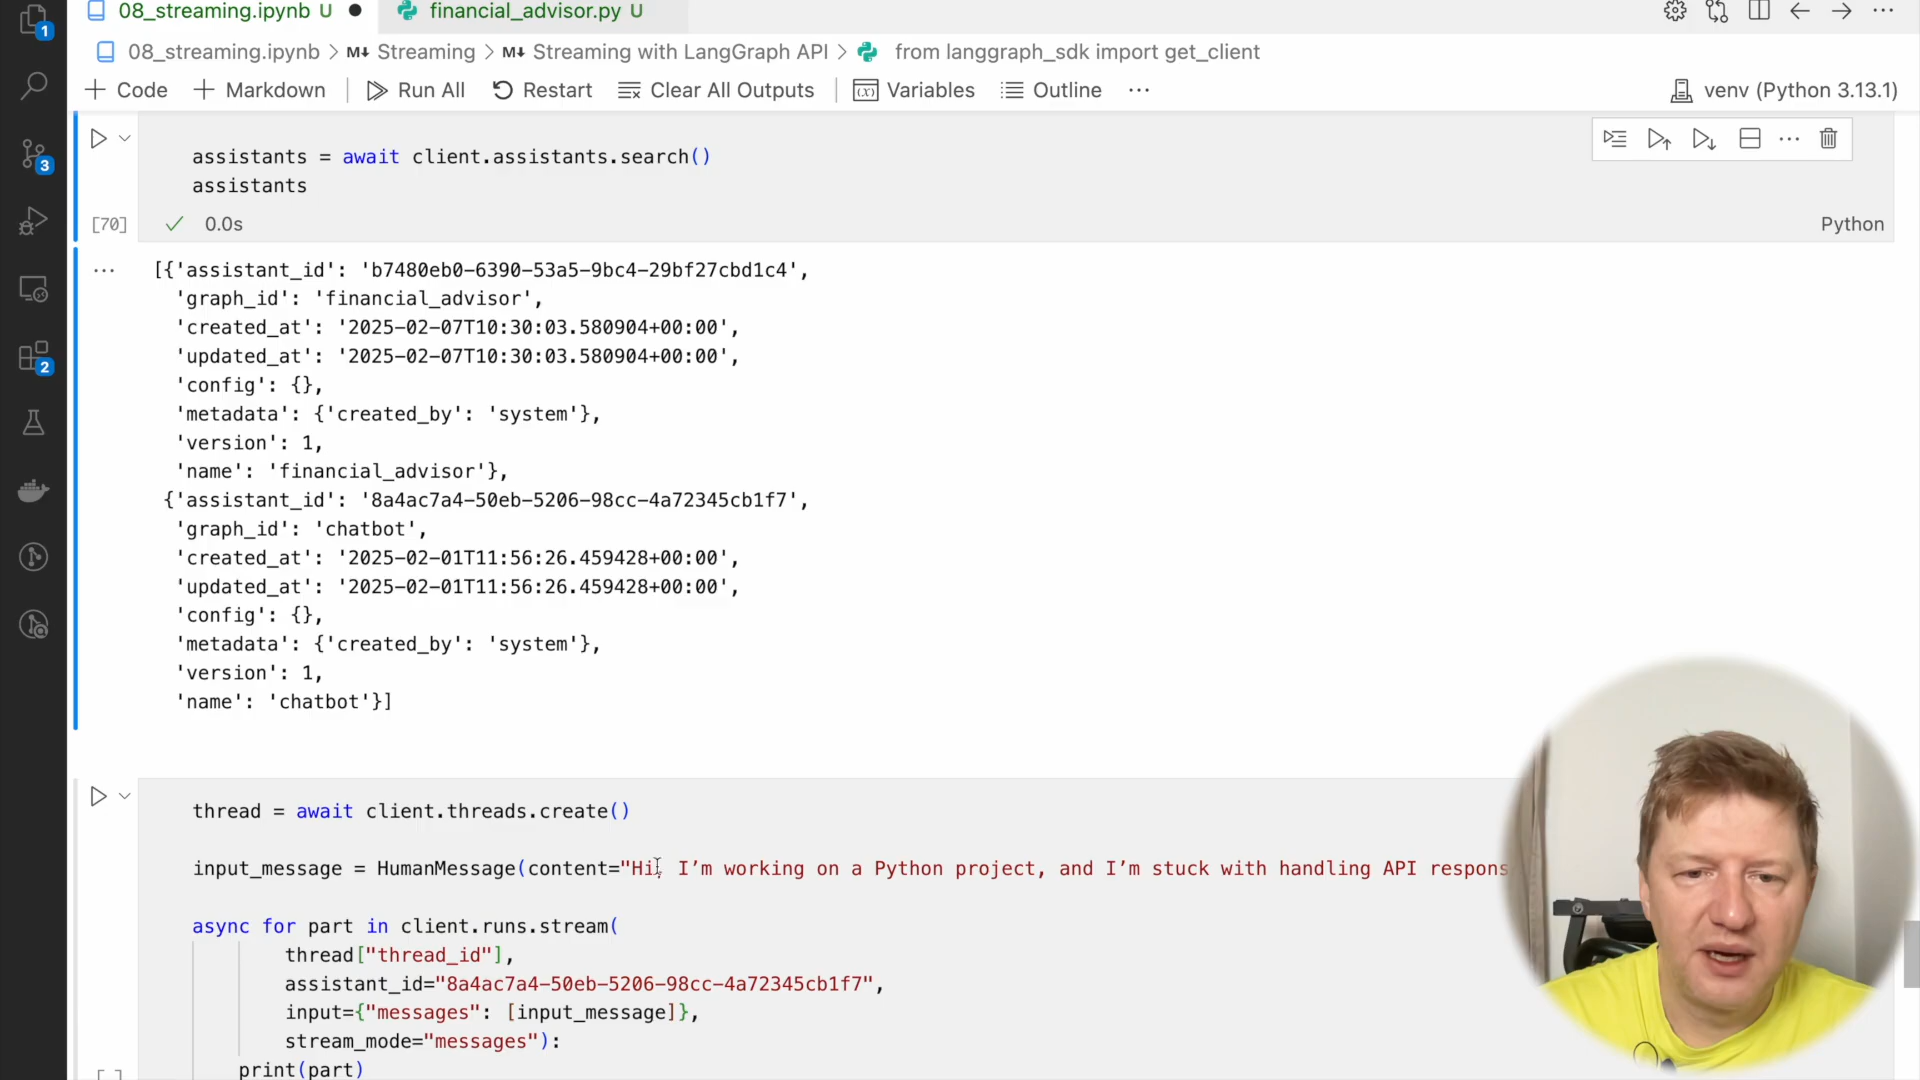 08_streaming.ipynb U
financial_advisor.py U
08_streaming.ipynb > M↓ Streaming > M↓ Streaming with LangGraph API > from langgraph_sdk import get_client
+ Code + Markdown Run All Restart Clear All Outputs Variables Outline ···
venv (Python 3.13.1)
1
3
2
assistants = await client.assistants.search()
assistants
[70] ✓ 0.0s
Python
[{'assistant_id': 'b7480eb0-6390-53a5-9bc4-29bf27cbd1c4',
'graph_id': 'financial_advisor',
'created_at': '2025-02-07T10:30:03.580904+00:00',
'updated_at': '2025-02-07T10:30:03.580904+00:00',
'config': {},
'metadata': {'created_by': 'system'},
'version': 1,
'name': 'financial_advisor'},
{'assistant_id': '8a4ac7a4-50eb-5206-98cc-4a72345cb1f7',
'graph_id': 'chatbot',
'created_at': '2025-02-01T11:56:26.459428+00:00',
'updated_at': '2025-02-01T11:56:26.459428+00:00',
'config': {},
'metadata': {'created_by': 'system'},
'version': 1,
'name': 'chatbot'}]
thread = await client.threads.create()
input_message = HumanMessage(content="Hi, I’m working on a Python project, and I’m stuck with handling API respons
async for part in client.runs.stream(
thread["thread_id"],
assistant_id="8a4ac7a4-50eb-5206-98cc-4a72345cb1f7",
input={"messages": [input_message]},
stream_mode="messages"):
print(part)
[ ]